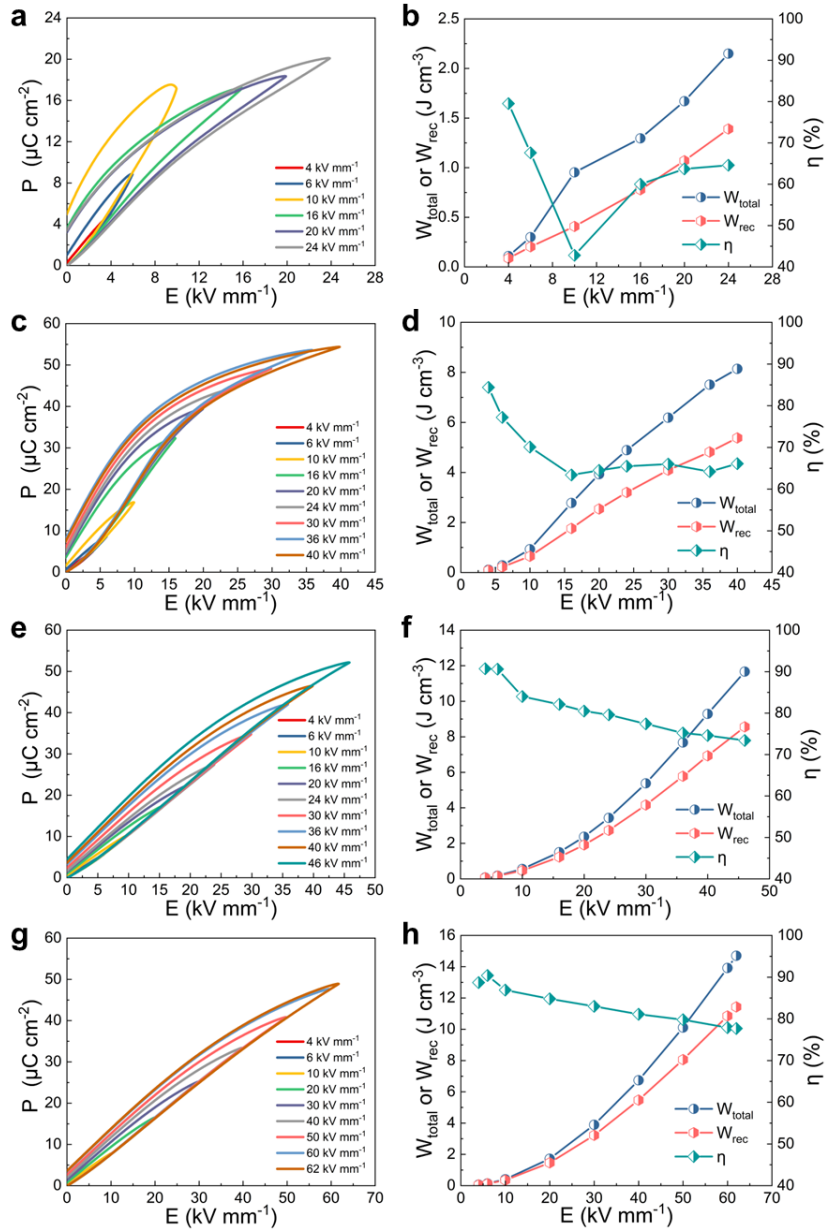 a
P (μC cm⁻²)
24
20
16
12
8
4
0
4 kV mm⁻¹
6 kV mm⁻¹
10 kV mm⁻¹
16 kV mm⁻¹
20 kV mm⁻¹
24 kV mm⁻¹
0 4 8 12 16 20 24 28
E (kV mm⁻¹)
b
W_total or W_rec (J cm⁻³)
2.5
2.0
1.5
1.0
0.5
0.0
W_total
W_rec
η
100
90
80
70
60
50
40
η (%)
0 4 8 12 16 20 24 28
E (kV mm⁻¹)
c
P (μC cm⁻²)
60
50
40
30
20
10
0
4 kV mm⁻¹
6 kV mm⁻¹
10 kV mm⁻¹
16 kV mm⁻¹
20 kV mm⁻¹
24 kV mm⁻¹
30 kV mm⁻¹
36 kV mm⁻¹
40 kV mm⁻¹
0 5 10 15 20 25 30 35 40 45
E (kV mm⁻¹)
d
W_total or W_rec (J cm⁻³)
10
8
6
4
2
0
W_total
W_rec
η
100
90
80
70
60
50
40
η (%)
0 5 10 15 20 25 30 35 40 45
E (kV mm⁻¹)
e
P (μC cm⁻²)
60
50
40
30
20
10
0
4 kV mm⁻¹
6 kV mm⁻¹
10 kV mm⁻¹
16 kV mm⁻¹
20 kV mm⁻¹
24 kV mm⁻¹
30 kV mm⁻¹
36 kV mm⁻¹
40 kV mm⁻¹
46 kV mm⁻¹
0 5 10 15 20 25 30 35 40 45 50
E (kV mm⁻¹)
f
W_total or W_rec (J cm⁻³)
14
12
10
8
6
4
2
0
W_total
W_rec
η
100
90
80
70
60
50
40
η (%)
0 10 20 30 40 50
E (kV mm⁻¹)
g
P (μC cm⁻²)
60
50
40
30
20
10
0
4 kV mm⁻¹
6 kV mm⁻¹
10 kV mm⁻¹
20 kV mm⁻¹
30 kV mm⁻¹
40 kV mm⁻¹
50 kV mm⁻¹
60 kV mm⁻¹
62 kV mm⁻¹
0 10 20 30 40 50 60 70
E (kV mm⁻¹)
h
W_total or W_rec (J cm⁻³)
16
14
12
10
8
6
4
2
0
W_total
W_rec
η
100
90
80
70
60
50
40
η (%)
0 10 20 30 40 50 60 70
E (kV mm⁻¹)